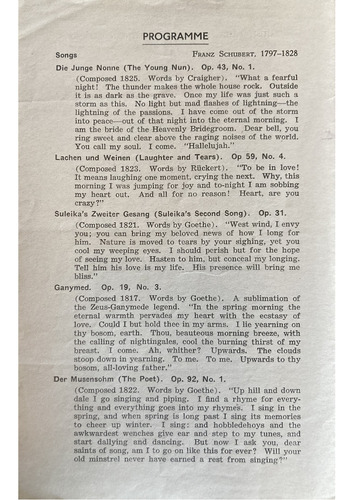 PROGRAMME
Songs FRANZ SCHUBERT, 1797–1828
Die Junge Nonne (The Young Nun). Op. 43, No. 1.
(Composed 1825. Words by Craigher). "What a fearful
night! The thunder makes the whole house rock. Outside
it is as dark as the grave. Once my life was just such a
storm as this. No light but mad flashes of lightning—the
lightning of the passions. I have come out of the storm
into peace—out of that night into the eternal morning. I
am the bride of the Heavenly Bridegroom. Dear bell, you
ring sweet and clear above the raging noises of the world.
You call my soul. I come. "Hallelujah."
Lachen und Weinen (Laughter and Tears). Op 59, No. 4.
(Composed 1823. Words by Rückert). "To be in love!
It means laughing one moment, crying the next. Why, this
morning I was jumping for joy and to-night I am sobbing
my heart out. And all for no reason! Heart, are you
crazy?"
Suleika's Zweiter Gesang (Suleika's Second Song). Op. 31.
(Composed 1821. Words by Goethe). "West wind, I envy
you; you can bring my beloved news of how I long for
him. Nature is moved to tears by your sighing, yet you
cool my weeping eyes. I should perish but for the hope
of seeing my love. Hasten to him, but conceal my longing.
Tell him his love is my life. His presence will bring me
bliss."
Ganymed. Op. 19, No. 3.
(Composed 1817. Words by Goethe). A sublimation of
the Zeus-Ganymede legend. "In the spring morning the
eternal warmth pervades my heart with the ecstasy of
love. Could I but hold thee in my arms. I lie yearning on
thy bosom, earth. Thou, beauteous morning breeze, with
the calling of nightingales, cool the burning thirst of my
breast. I come. Ah, whither? Upwards. The clouds
stoop down in yearning. To me. To me. Upwards to thy
bosom, all-loving father."
Der Musensohm (The Poet). Op. 92, No. 1.
(Composed 1822. Words by Goethe). "Up hill and down
dale I go singing and piping. I find a rhyme for every-
thing and everything goes into my rhymes. I sing in the
spring, and when spring is long past I sing its memories
to cheer up winter. I sing: and hobbledehoys and the
awkwardest wenches give ear and step to my tunes, and
start dallying and dancing. But now I ask you, dear
saints of song, am I to go on like this for ever? Will your
old minstrel never have earned a rest from singing?"